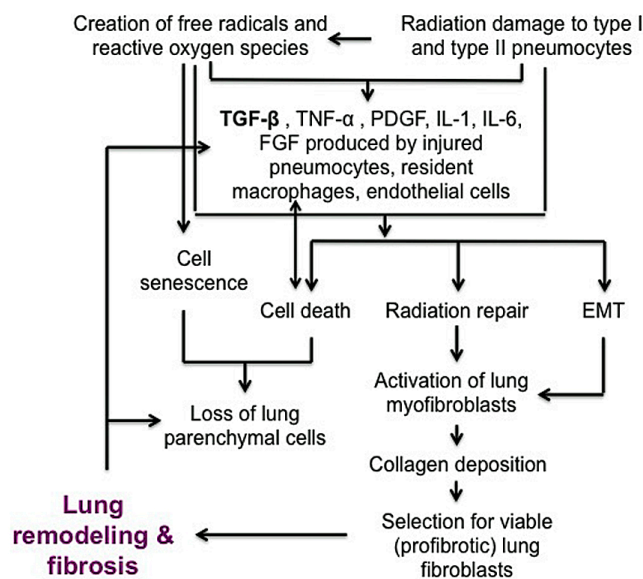 Creation of free radicals and
reactive oxygen species
Radiation damage to type I
and type II pneumocytes
TGF-β , TNF-α , PDGF, IL-1, IL-6,
FGF produced by injured
pneumocytes, resident
macrophages, endothelial cells
Cell
senescence
Cell death
Radiation repair
EMT
Loss of lung
parenchymal cells
Activation of lung
myofibroblasts
Collagen deposition
Selection for viable
(profibrotic) lung
fibroblasts
Lung
remodeling &
fibrosis